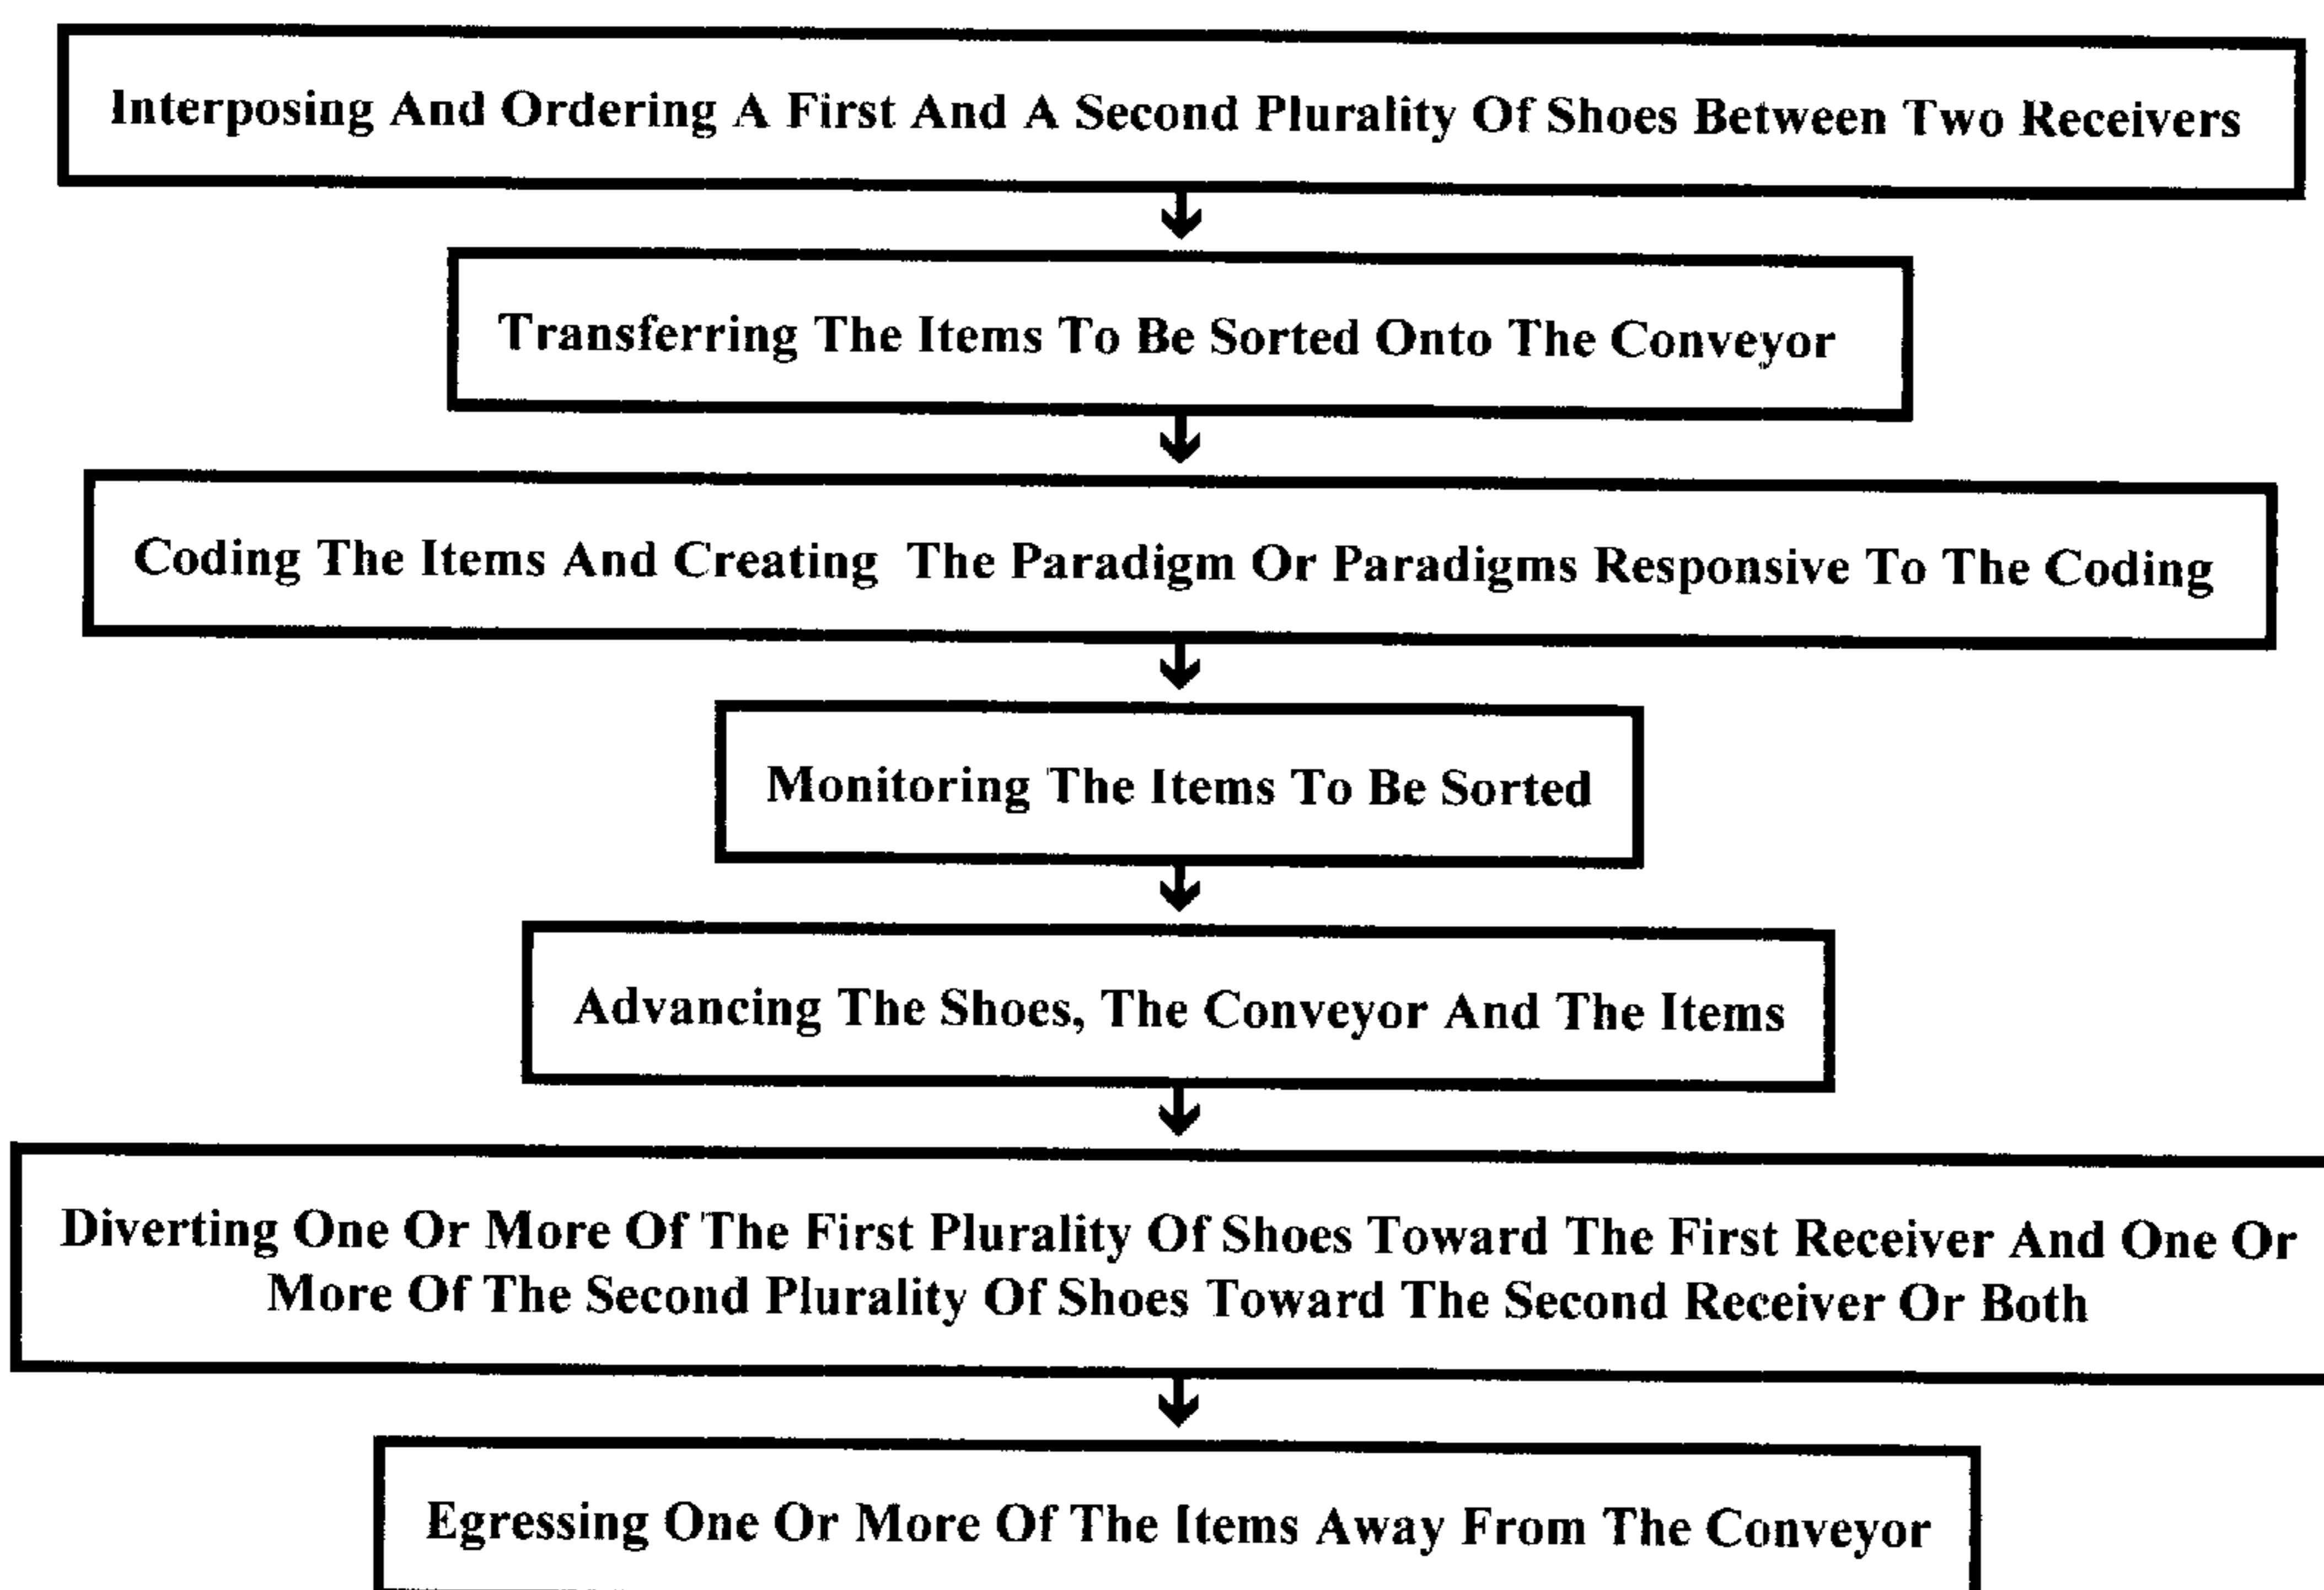 Interposing And Ordering A First And A Second Plurality Of Shoes Between Two Receivers
Transferring The Items To Be Sorted Onto The Conveyor
Coding The Items And Creating The Paradigm Or Paradigms Responsive To The Coding
Monitoring The Items To Be Sorted
Advancing The Shoes, The Conveyor And The Items
Diverting One Or More Of The First Plurality Of Shoes Toward The First Receiver And One Or
More Of The Second Plurality Of Shoes Toward The Second Receiver Or Both
Egressing One Or More Of The Items Away From The Conveyor